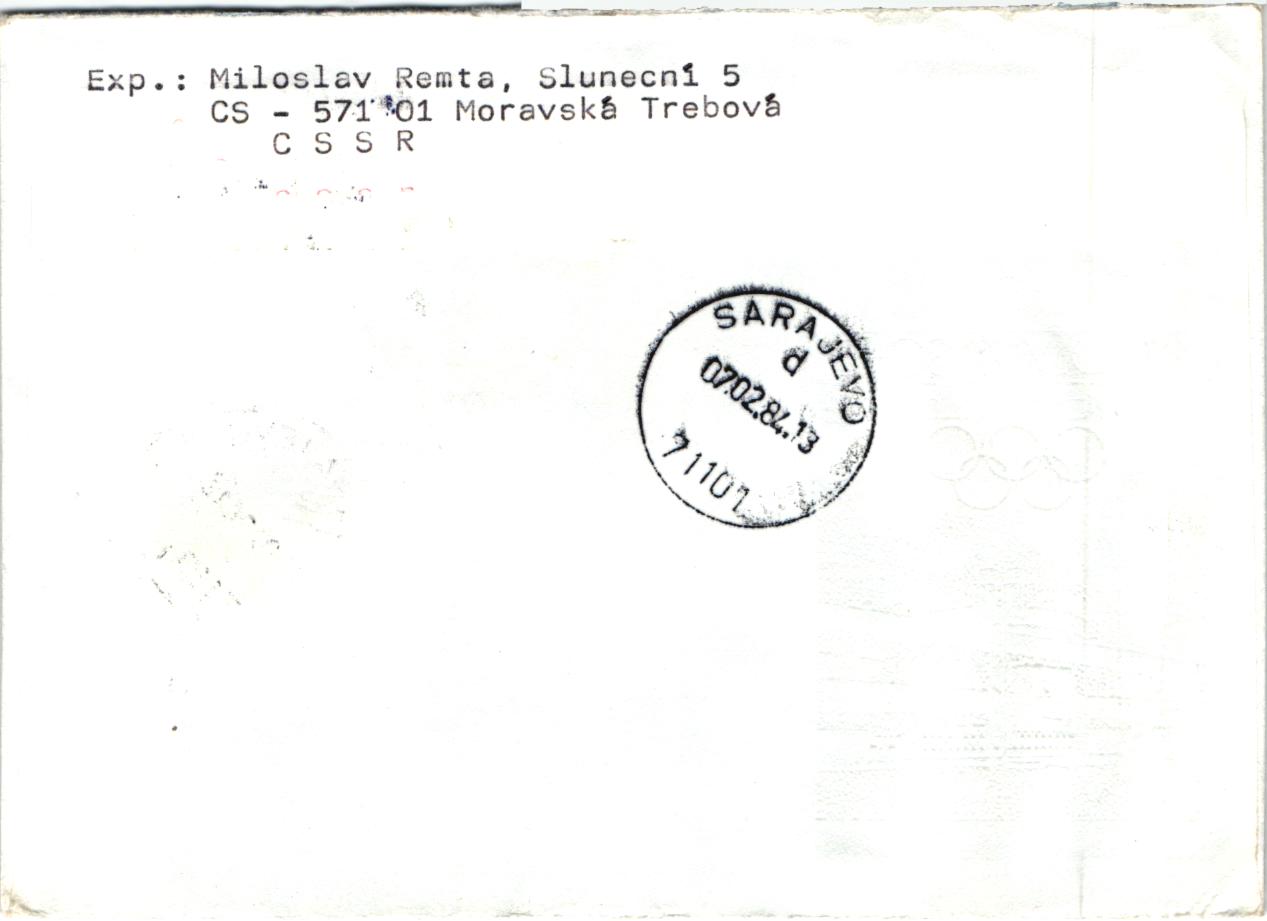 Exp.: Miloslav Remta, Slunecní 5
CS - 571 01 Moravská Trebová
C S S R
SARAJEVO
d
07.02.84.13
71101